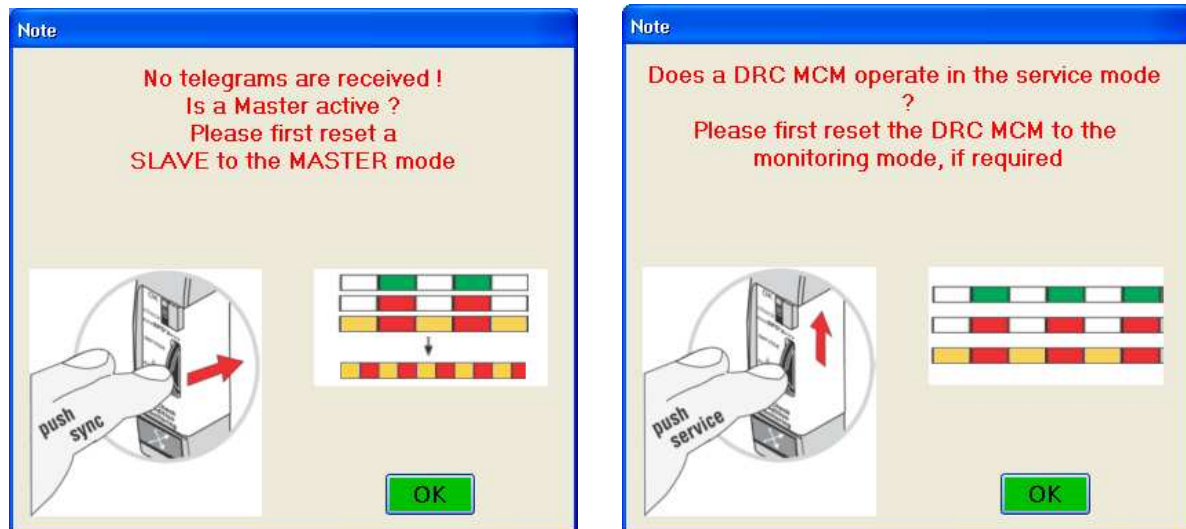 Note
No telegrams are received !
Is a Master active ?
Please first reset a
SLAVE to the MASTER mode
push
sync
OK
Note
Does a DRC MCM operate in the service mode
?
Please first reset the DRC MCM to the
monitoring mode, if required
push
service
OK